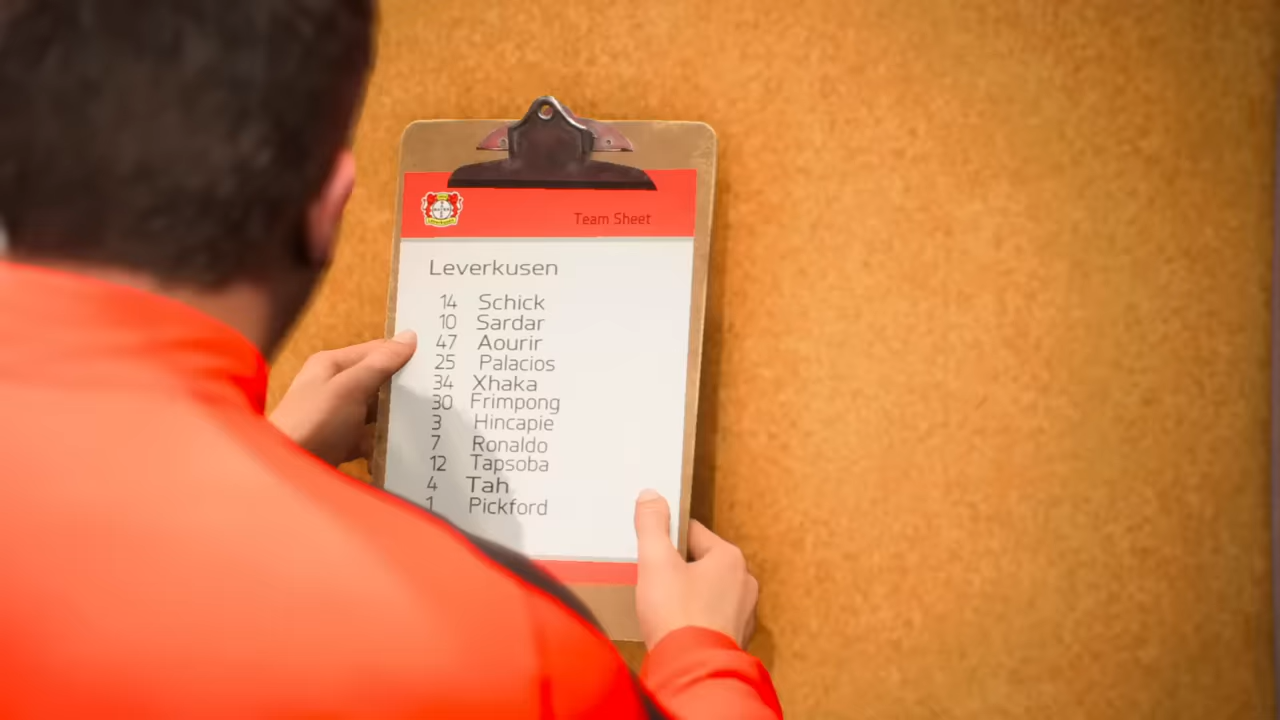 Team Sheet
Leverkusen
14 Schick
10 Sardar
47 Aourir
25 Palacios
34 Xhaka
30 Frimpong
3 Hincapie
7 Ronaldo
12 Tapsoba
4 Tah
1 Pickford